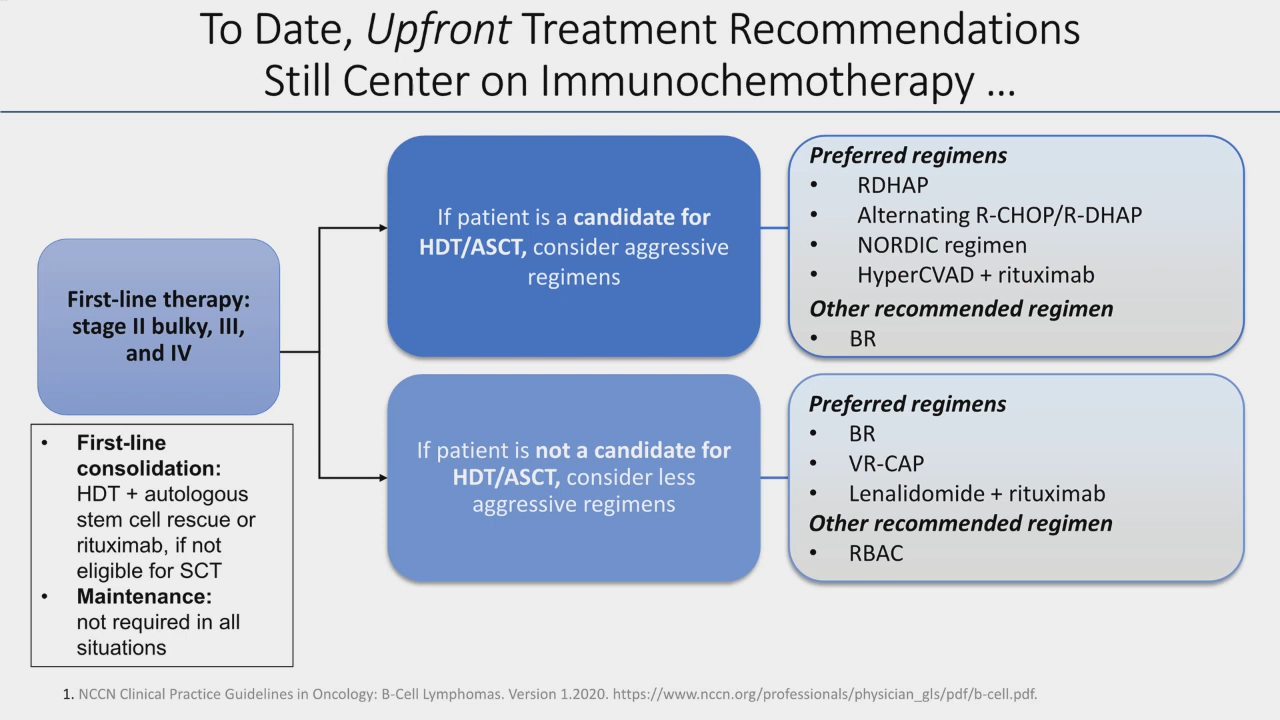 To Date, Upfront Treatment Recommendations
Still Center on Immunochemotherapy ...
First-line therapy:
stage II bulky, III,
and IV
• First-line
consolidation:
HDT + autologous
stem cell rescue or
rituximab, if not
eligible for SCT
• Maintenance:
not required in all
situations
If patient is a candidate for
HDT/ASCT, consider aggressive
regimens
Preferred regimens
• RDHAP
• Alternating R-CHOP/R-DHAP
• NORDIC regimen
• HyperCVAD + rituximab
Other recommended regimen
• BR
If patient is not a candidate for
HDT/ASCT, consider less
aggressive regimens
Preferred regimens
• BR
• VR-CAP
• Lenalidomide + rituximab
Other recommended regimen
• RBAC
1. NCCN Clinical Practice Guidelines in Oncology: B-Cell Lymphomas. Version 1.2020. https://www.nccn.org/professionals/physician_gls/pdf/b-cell.pdf.